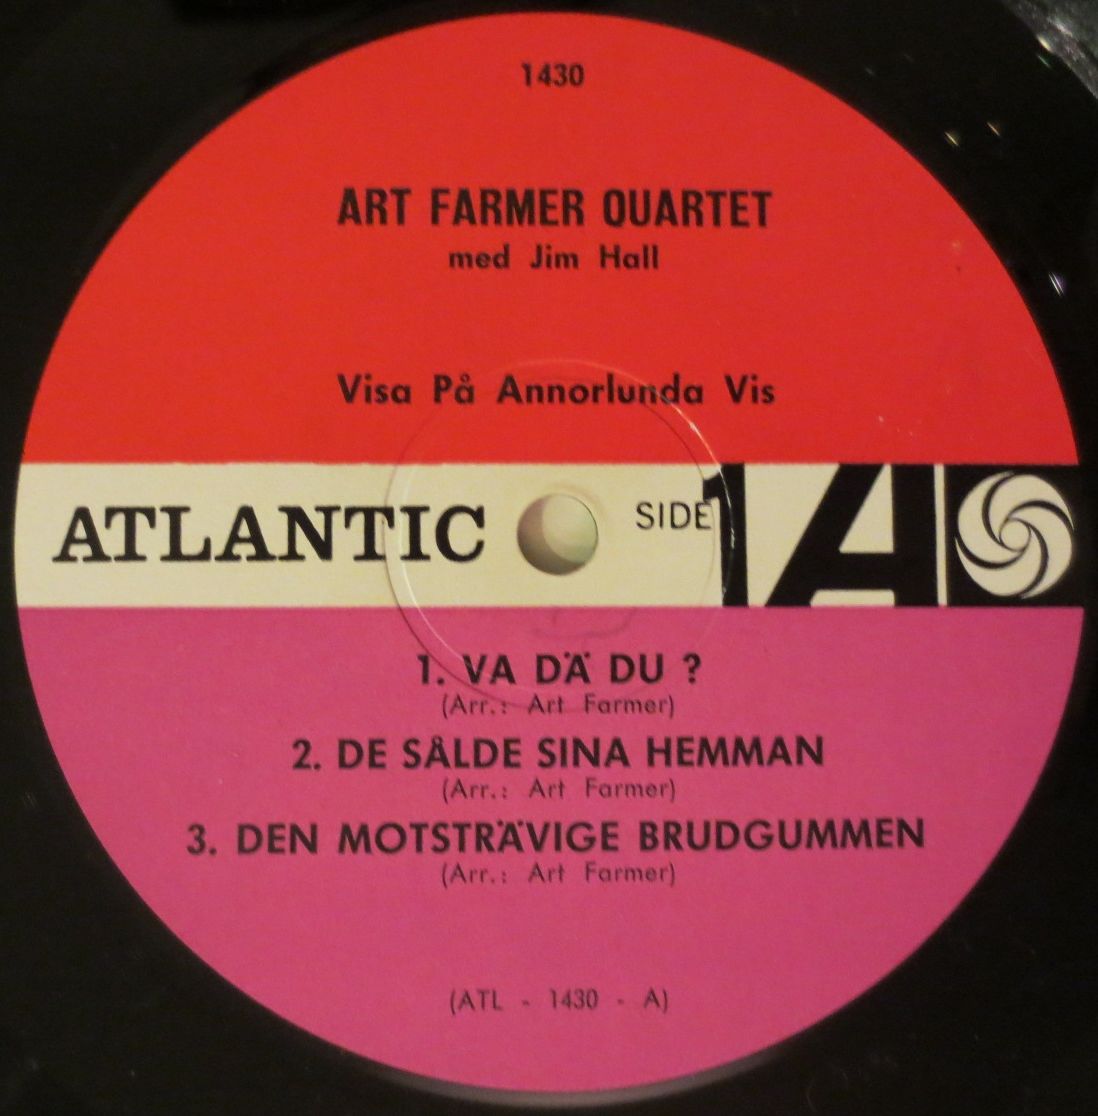 1430
ART FARMER QUARTET
med Jim Hall
Visa På Annorlunda Vis
ATLANTIC SIDE 1 A
1. VA DÄ DU ?
(Arr.: Art Farmer)
2. DE SÅLDE SINA HEMMAN
(Arr.: Art Farmer)
3. DEN MOTSTRÄVIGE BRUDGUMMEN
(Arr.: Art Farmer)
(ATL - 1430 - A)